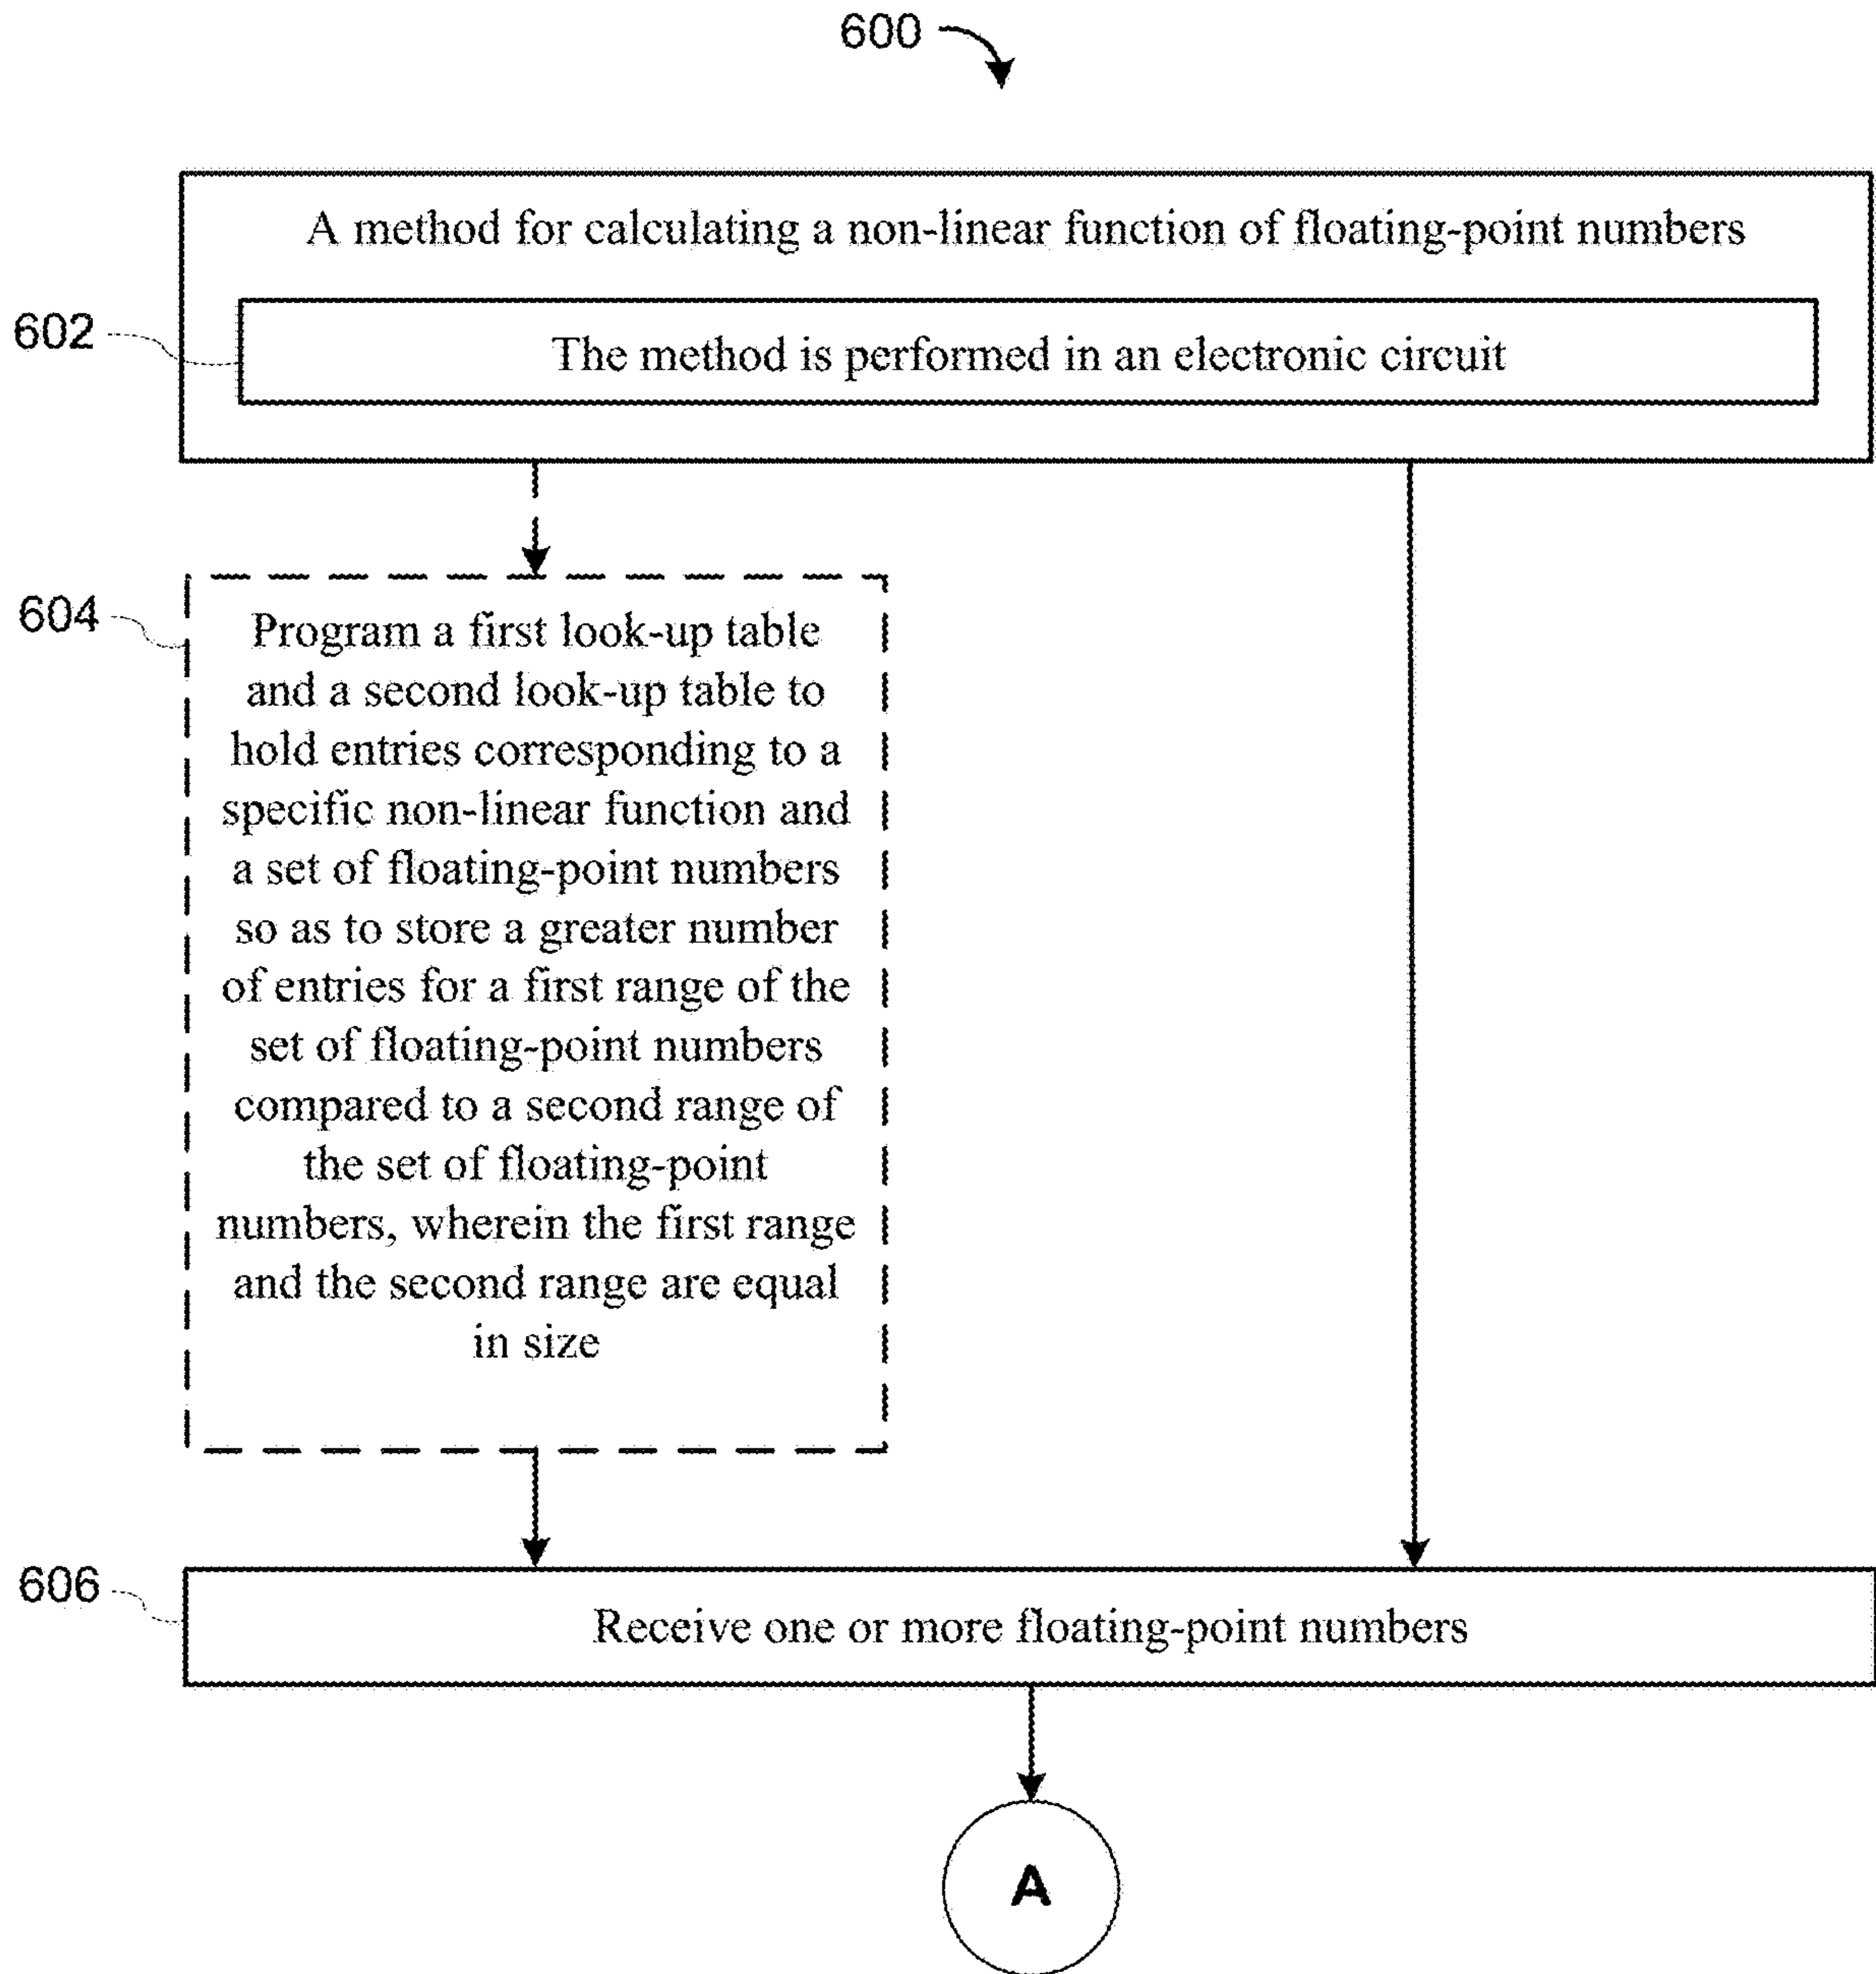 600
A method for calculating a non-linear function of floating-point numbers
602
The method is performed in an electronic circuit
604
Program a first look-up table
and a second look-up table to
hold entries corresponding to a
specific non-linear function and
a set of floating-point numbers
so as to store a greater number
of entries for a first range of the
set of floating-point numbers
compared to a second range of
the set of floating-point
numbers, wherein the first range
and the second range are equal
in size
606
Receive one or more floating-point numbers
A